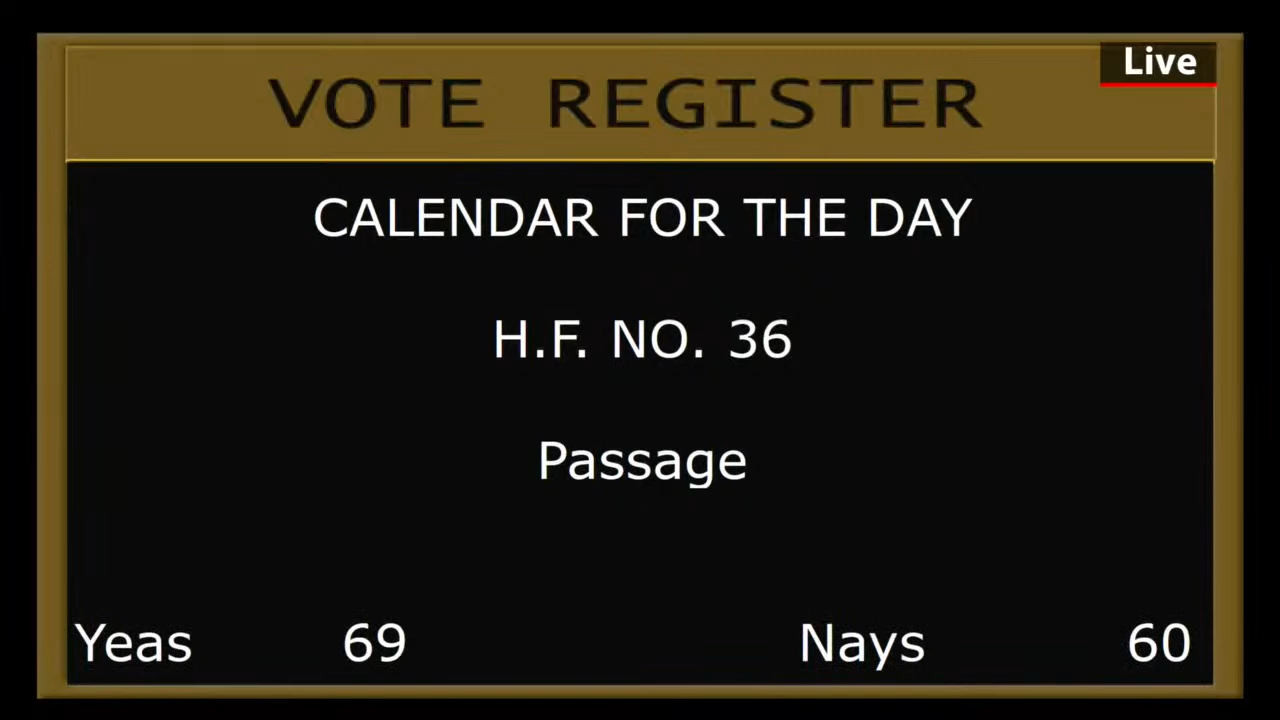 Live
VOTE REGISTER
CALENDAR FOR THE DAY
H.F. NO. 36
Passage
Yeas 69 Nays 60